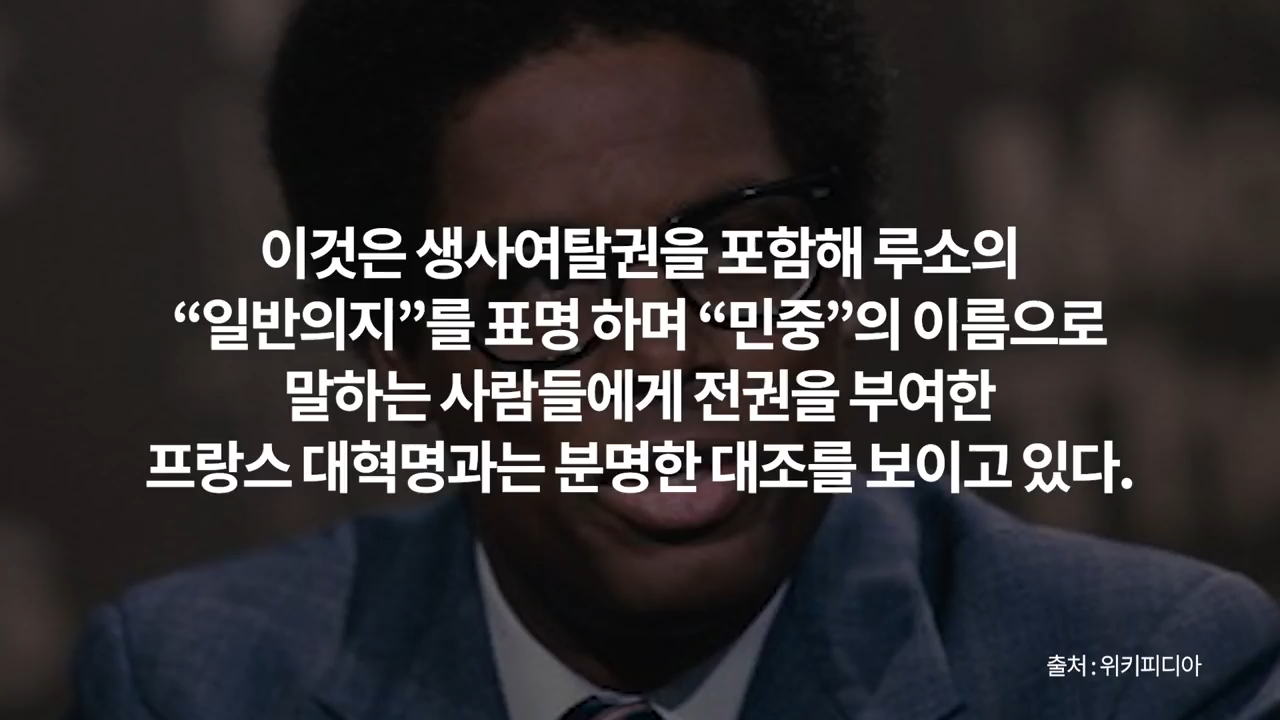 이것은 생사여탈권을 포함해 루소의
“일반의지”를 표명 하며 “민중”의 이름으로
말하는 사람들에게 전권을 부여한
프랑스 대혁명과는 분명한 대조를 보이고 있다.
출처 : 위키피디아